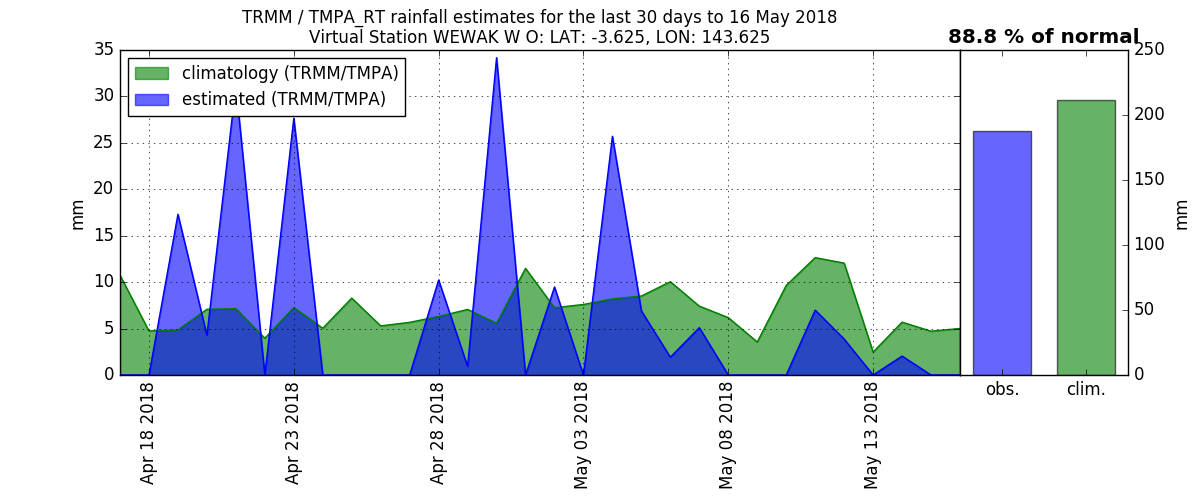 TRMM / TMPA_RT rainfall estimates for the last 30 days to 16 May 2018
Virtual Station WEWAK W O: LAT: -3.625, LON: 143.625
88.8 % of normal
climatology (TRMM/TMPA)
estimated (TRMM/TMPA)
35
30
25
20
15
10
5
0
mm
Apr 18 2018
Apr 23 2018
Apr 28 2018
May 03 2018
May 08 2018
May 13 2018
obs.
clim.
250
200
150
100
50
0
mm